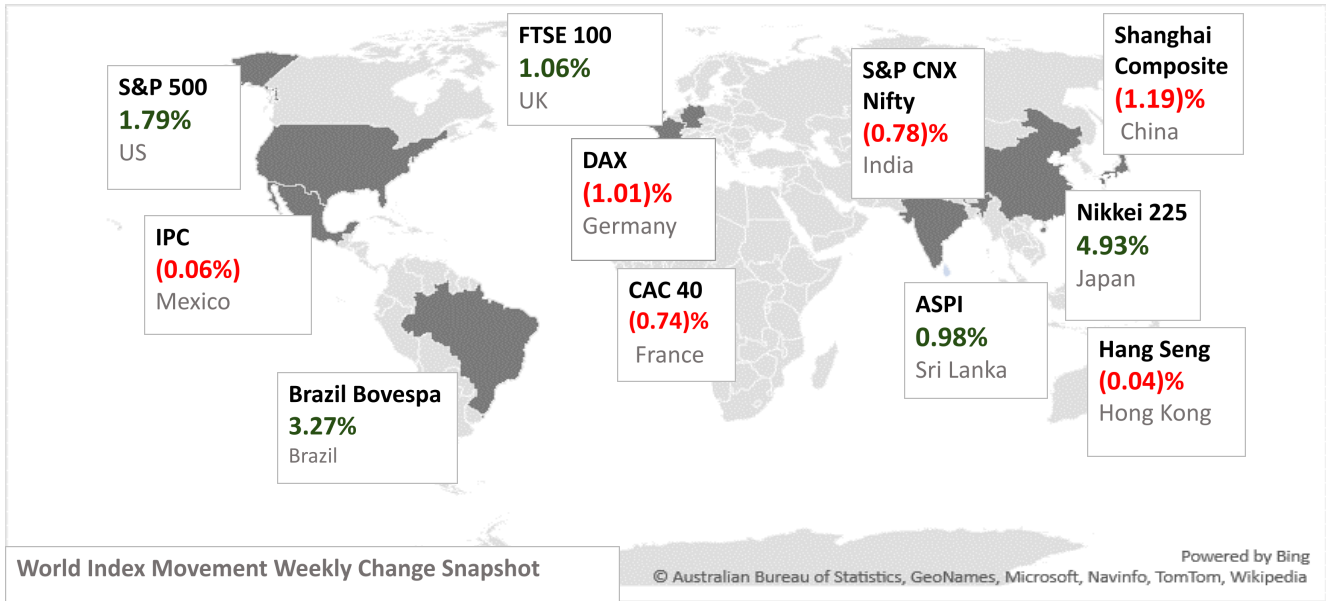 S&P 500
1.79%
US
FTSE 100
1.06%
UK
S&P CNX
Nifty
(0.78)%
India
Shanghai
Composite
(1.19)%
China
IPC
(0.06%)
Mexico
DAX
(1.01)%
Germany
Nikkei 225
4.93%
Japan
CAC 40
(0.74)%
France
ASPI
0.98%
Sri Lanka
Hang Seng
(0.04)%
Hong Kong
Brazil Bovespa
3.27%
Brazil
World Index Movement Weekly Change Snapshot
Powered by Bing
© Australian Bureau of Statistics, GeoNames, Microsoft, Navinfo, TomTom, Wikipedia